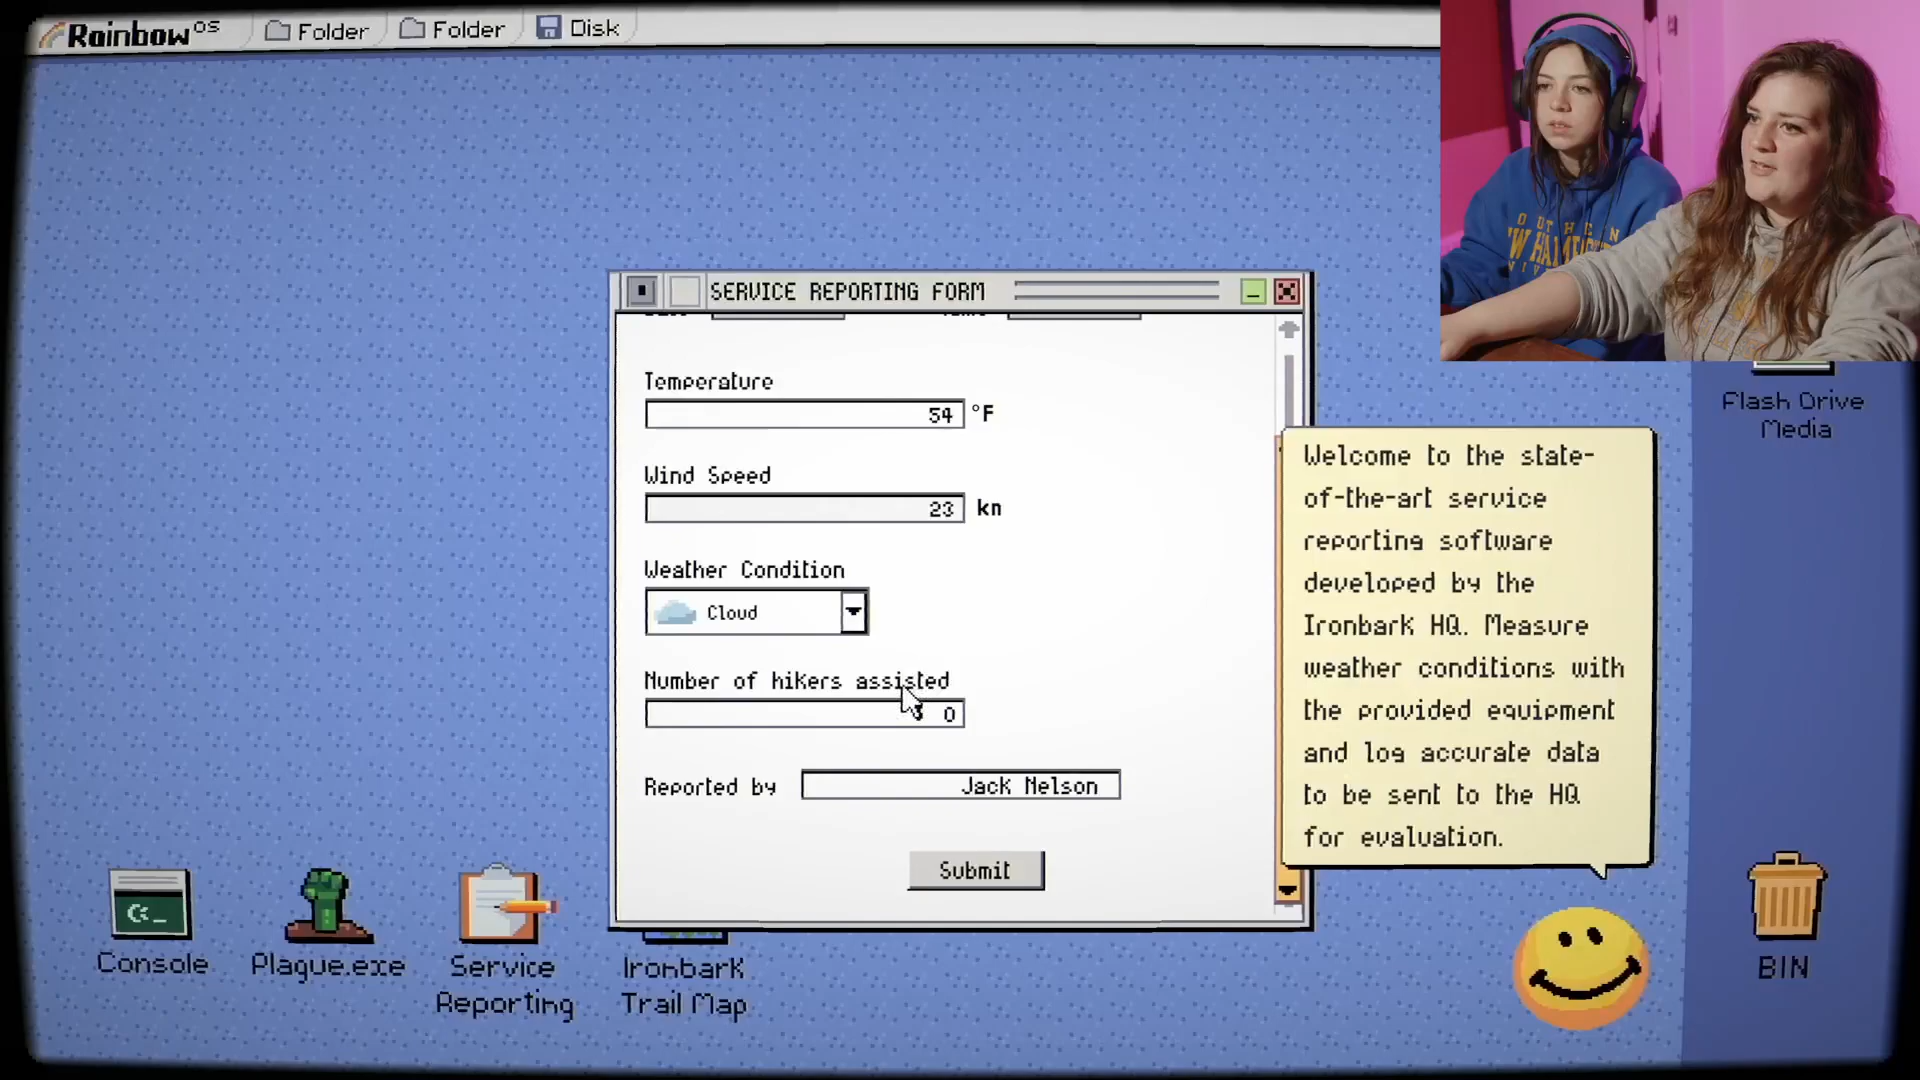 Rainbow OS
Folder
Folder
Disk
SERVICE REPORTING FORM
Temperature
54 °F
Wind Speed
23 kn
Weather Condition
Cloud
Number of hikers assisted
0
Reported by Jack Nelson
Submit
Welcome to the state-
of-the-art service
reporting software
developed by the
Ironbark HQ. Measure
weather conditions with
the provided equipment
and log accurate data
to be sent to the HQ
for evaluation.
Flash Drive
Media
C:_
Console
Plague.exe
Service
Reporting
Ironbark
Trail Map
BIN